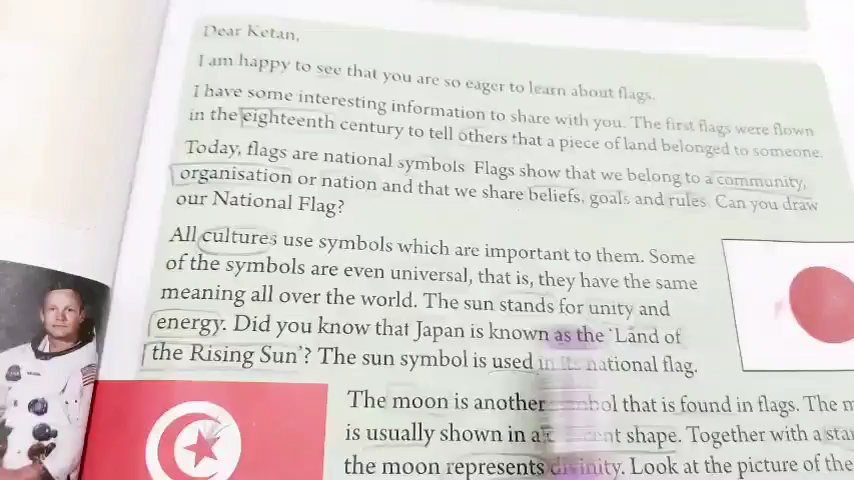 Dear Ketan,
I am happy to see that you are so eager to learn about flags.
I have some interesting information to share with you. The first flags were flown
in the eighteenth century to tell others that a piece of land belonged to someone.
Today, flags are national symbols. Flags show that we belong to a community,
organisation or nation and that we share beliefs, goals and rules. Can you draw
our National Flag?
All cultures use symbols which are important to them. Some
of the symbols are even universal, that is, they have the same
meaning all over the world. The sun stands for unity and
energy. Did you know that Japan is known as the 'Land of
the Rising Sun'? The sun symbol is used in its national flag.
The moon is another symbol that is found in flags. The
is usually shown in a crescent shape. Together with a
the moon represents divinity. Look at the picture of the